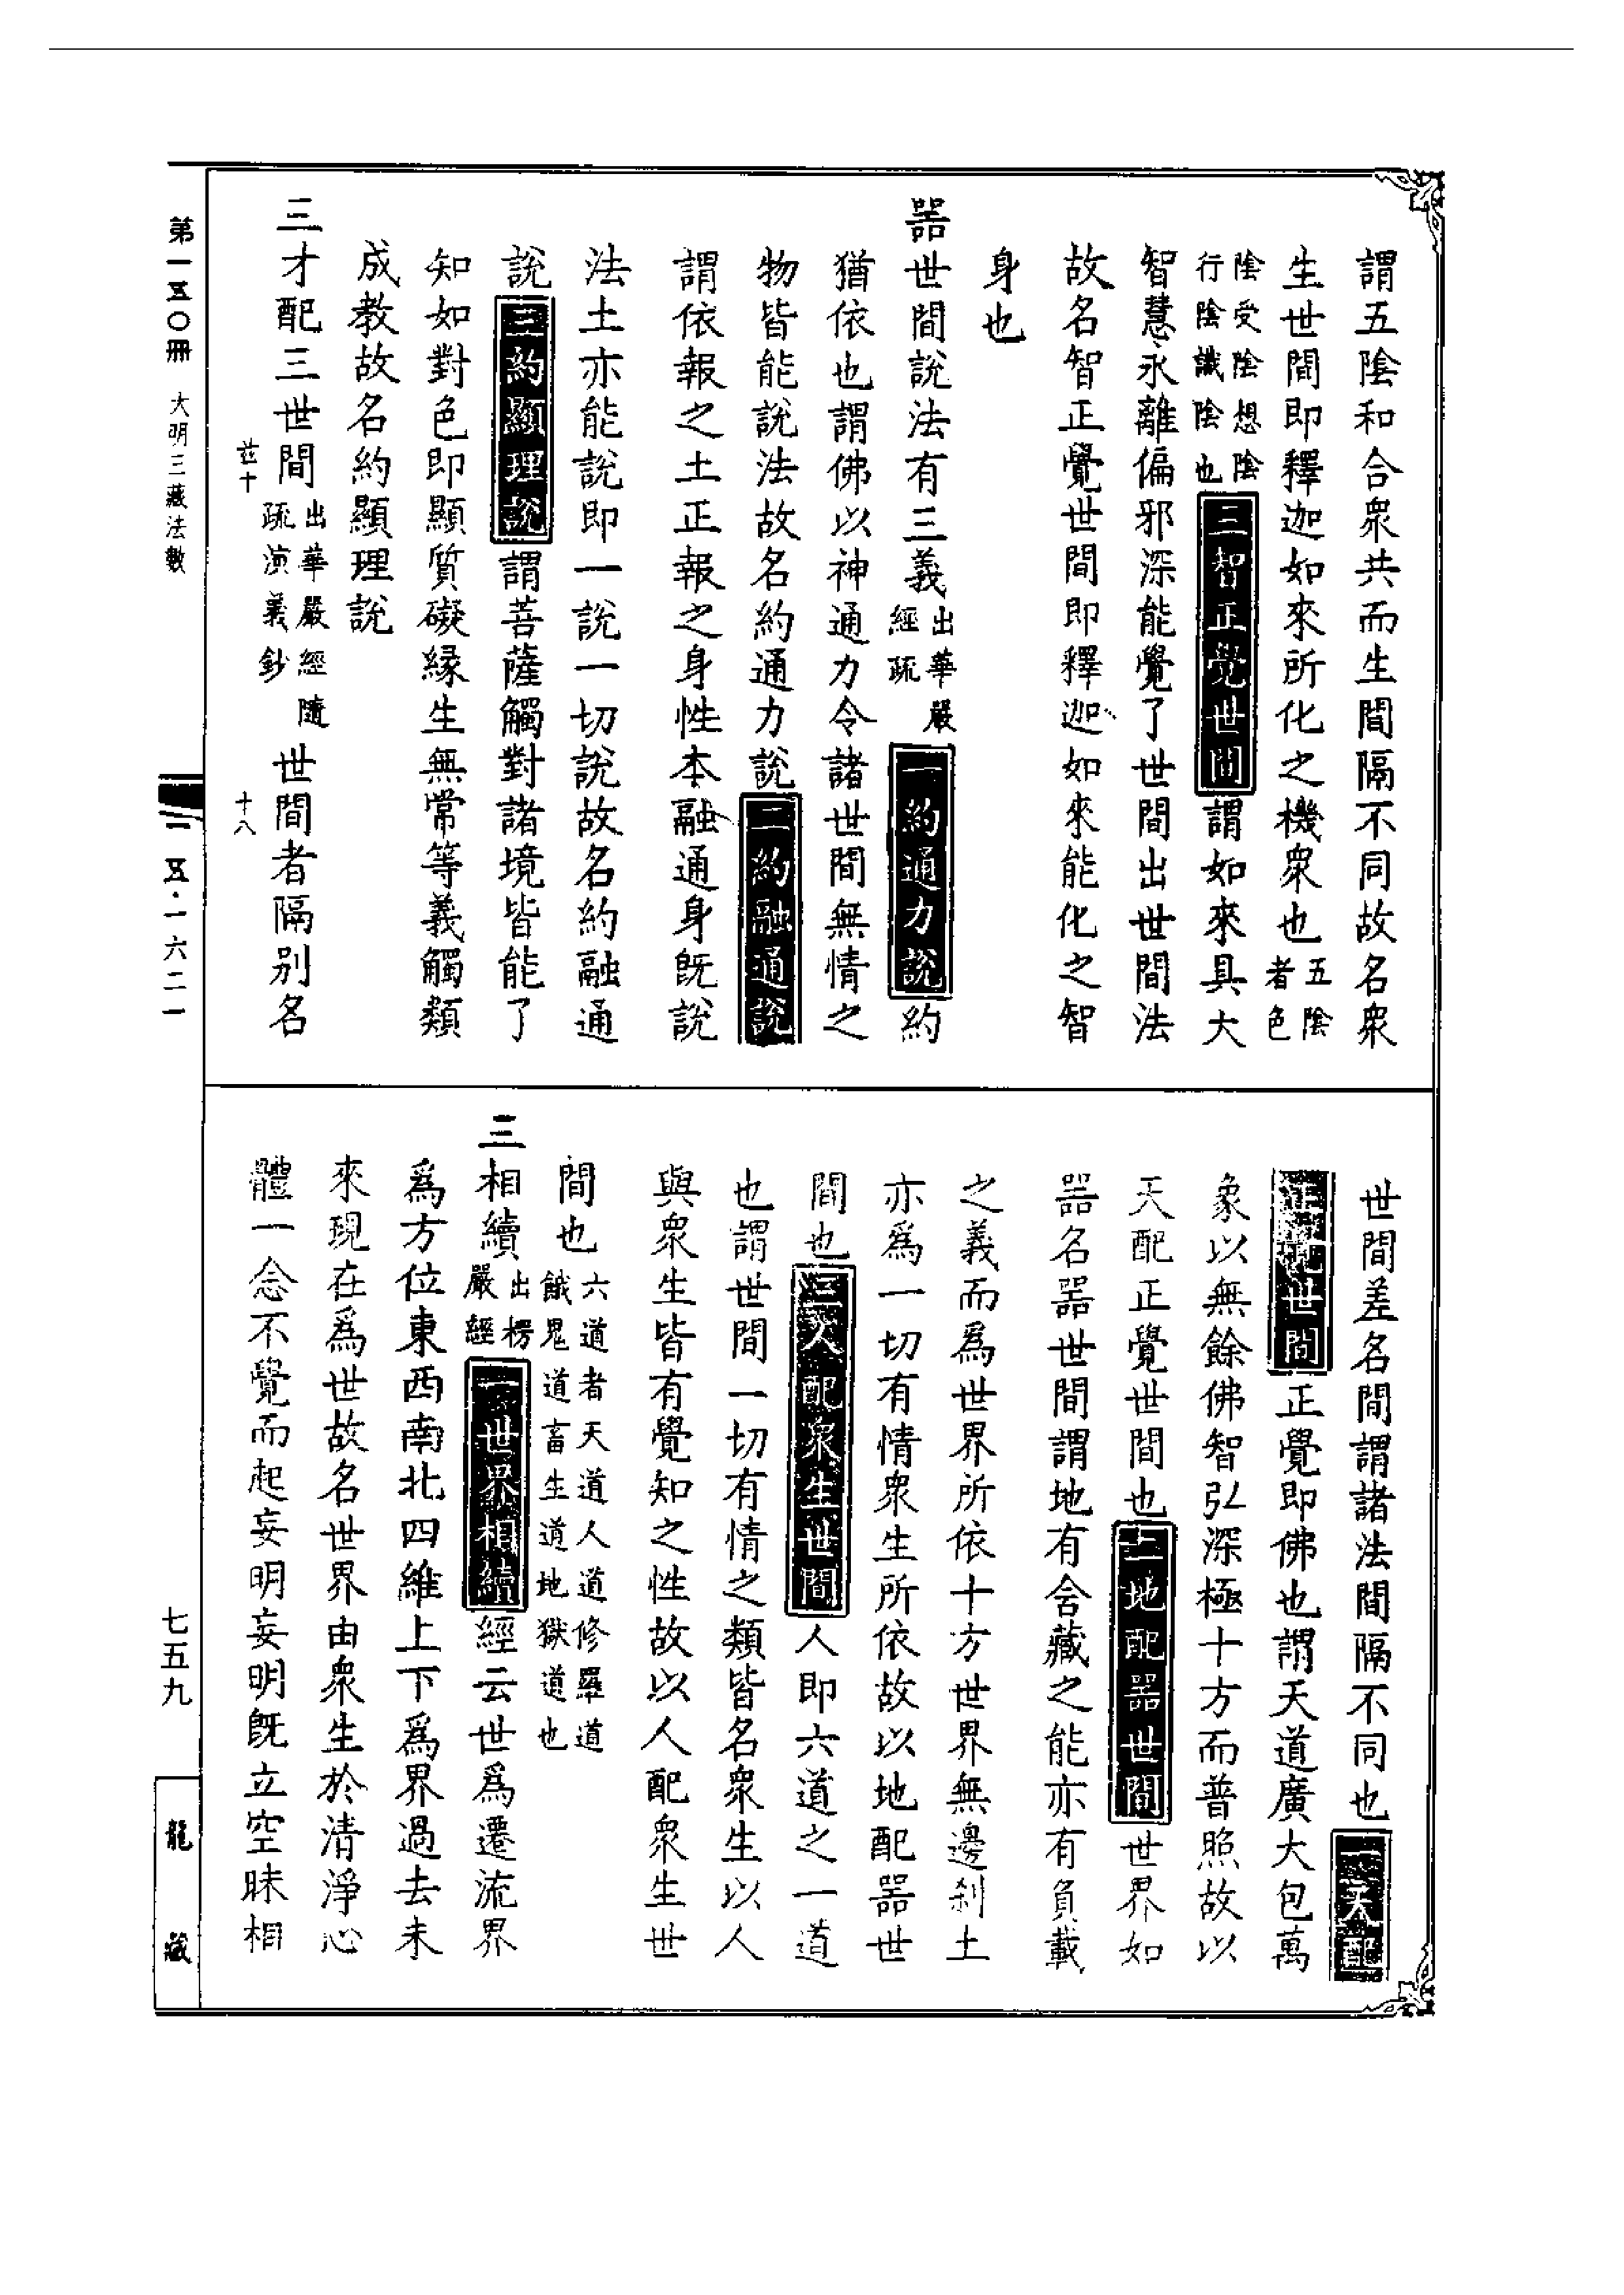 謂五陰和合衆共而生間隔不同故名衆
生世間即釋迦如來所化之機衆也五陰者色
陰受陰想陰行陰識陰也三智正覺世間謂如來具大
智慧永離偏邪深能覺了世間出世間法
故名智正覺世間即釋迦如來能化之智
身也
器世間說法有三義出華嚴經疏一約通力說約
猶依也謂佛以神通力令諸世間無情之
物皆能說法故名約通力說二約融通說
謂依報之土正報之身性本融通身既說
法土亦能說即一說一切說故名約融通
說三約顯理說謂菩薩觸對諸境皆能了
知如對色即顯質礙緣生無常等義觸類
成教故名約顯理說
三才配三世間出華嚴經隨疏演義鈔世間者隔別名
世間差名間謂諸法間隔不同也一天配
正覺世間正覺即佛也謂天道廣大包萬
象以無餘佛智弘深極十方而普照故以
天配正覺世間也二地配器世間世界如
器名器世間謂地有含藏之能亦有負載
之義而爲世界所依十方世界無邊刹土
亦爲一切有情衆生所依故以地配器世
間也三人配衆生世間人即六道之一道
也謂世間一切有情之類皆名衆生以人
與衆生皆有覺知之性故以人配衆生世
間也六道者天道人道修羅道餓鬼道畜生道地獄道也
三相續出楞嚴經一世界相續經云世爲遷流界
爲方位東西南北四維上下爲界過去未
來現在爲世故名世界由衆生於清淨心
體一念不覺而起妄明妄明既立空昧相
第一五〇冊 大明三藏法數
一五·一六二一
七五九
龍藏
十八